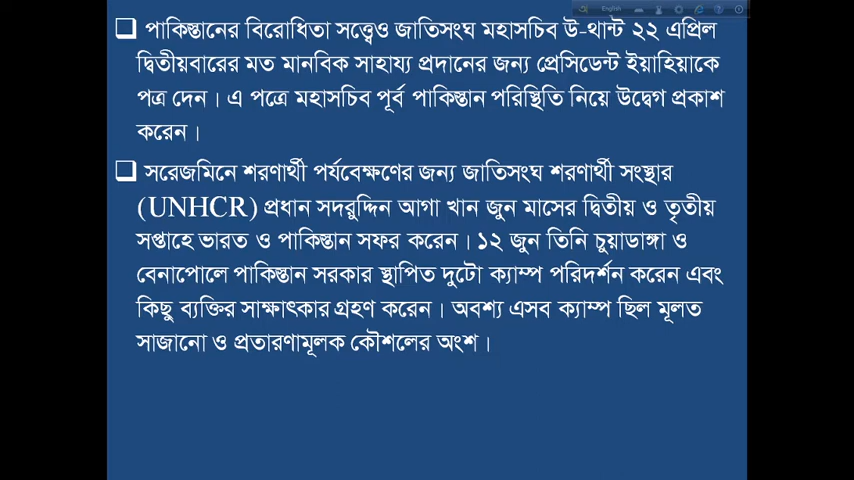 English
❑ পাকিস্তানের বিরোধিতা সত্ত্বেও জাতিসংঘ মহাসচিব উ-থান্ট ২২ এপ্রিল
দ্বিতীয়বারের মত মানবিক সাহায্য প্রদানের জন্য প্রেসিডেন্ট ইয়াহিয়াকে
পত্র দেন। এ পত্রে মহাসচিব পূর্ব পাকিস্তান পরিস্থিতি নিয়ে উদ্বেগ প্রকাশ
করেন।
❑ সরেজমিনে শরণার্থী পর্যবেক্ষণের জন্য জাতিসংঘ শরণার্থী সংস্থার
(UNHCR) প্রধান সদরুদ্দিন আগা খান জুন মাসের দ্বিতীয় ও তৃতীয়
সপ্তাহে ভারত ও পাকিস্তান সফর করেন। ১২ জুন তিনি চুয়াডাঙ্গা ও
বেনাপোলে পাকিস্তান সরকার স্থাপিত দুটো ক্যাম্প পরিদর্শন করেন এবং
কিছু ব্যক্তির সাক্ষাৎকার গ্রহণ করেন। অবশ্য এসব ক্যাম্প ছিল মূলত
সাজানো ও প্রতারণামূলক কৌশলের অংশ।